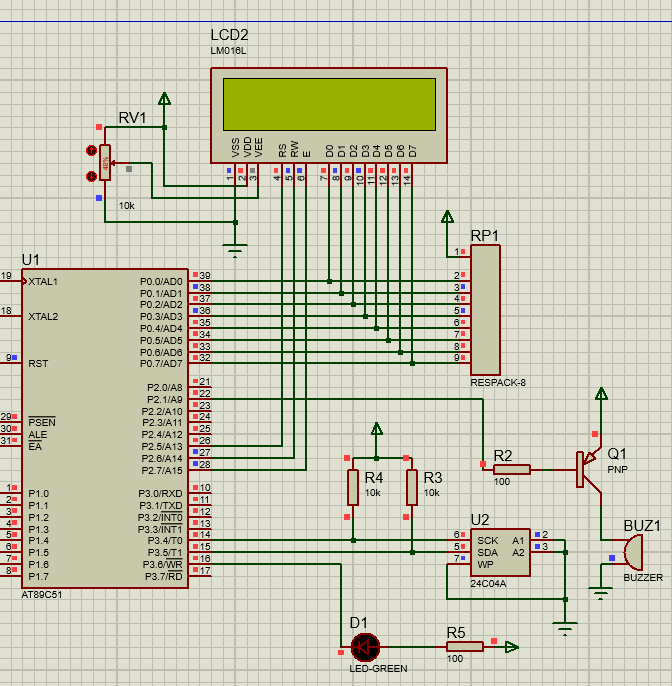 LCD2
LM016L
RV1
48%
10k
VSS VDD VEE RS RW E D0 D1 D2 D3 D4 D5 D6 D7
1 2 3 4 5 6 7 8 9 10 11 12 13 14
RP1
1
2
3
4
5
6
7
8
9
RESPACK-8
U1
19 XTAL1 P0.0/AD0 39
P0.1/AD1 38
P0.2/AD2 37
18 XTAL2 P0.3/AD3 36
P0.4/AD4 35
P0.5/AD5 34
P0.6/AD6 33
9 RST P0.7/AD7 32
P2.0/A8 21
P2.1/A9 22
P2.2/A10 23
29 PSEN P2.3/A11 24
30 ALE P2.4/A12 25
31 EA P2.5/A13 26
P2.6/A14 27
P2.7/A15 28
1 P1.0 P3.0/RXD 10
2 P1.1 P3.1/TXD 11
3 P1.2 P3.2/INT0 12
4 P1.3 P3.3/INT1 13
5 P1.4 P3.4/T0 14
6 P1.5 P3.5/T1 15
7 P1.6 P3.6/WR 16
8 P1.7 P3.7/RD 17
AT89C51
R2
100
Q1
PNP
R4
10k
R3
10k
U2
6 SCK A1 2
5 SDA A2 3
7 WP
24C04A
BUZ1
BUZZER
D1
LED-GREEN
R5
100